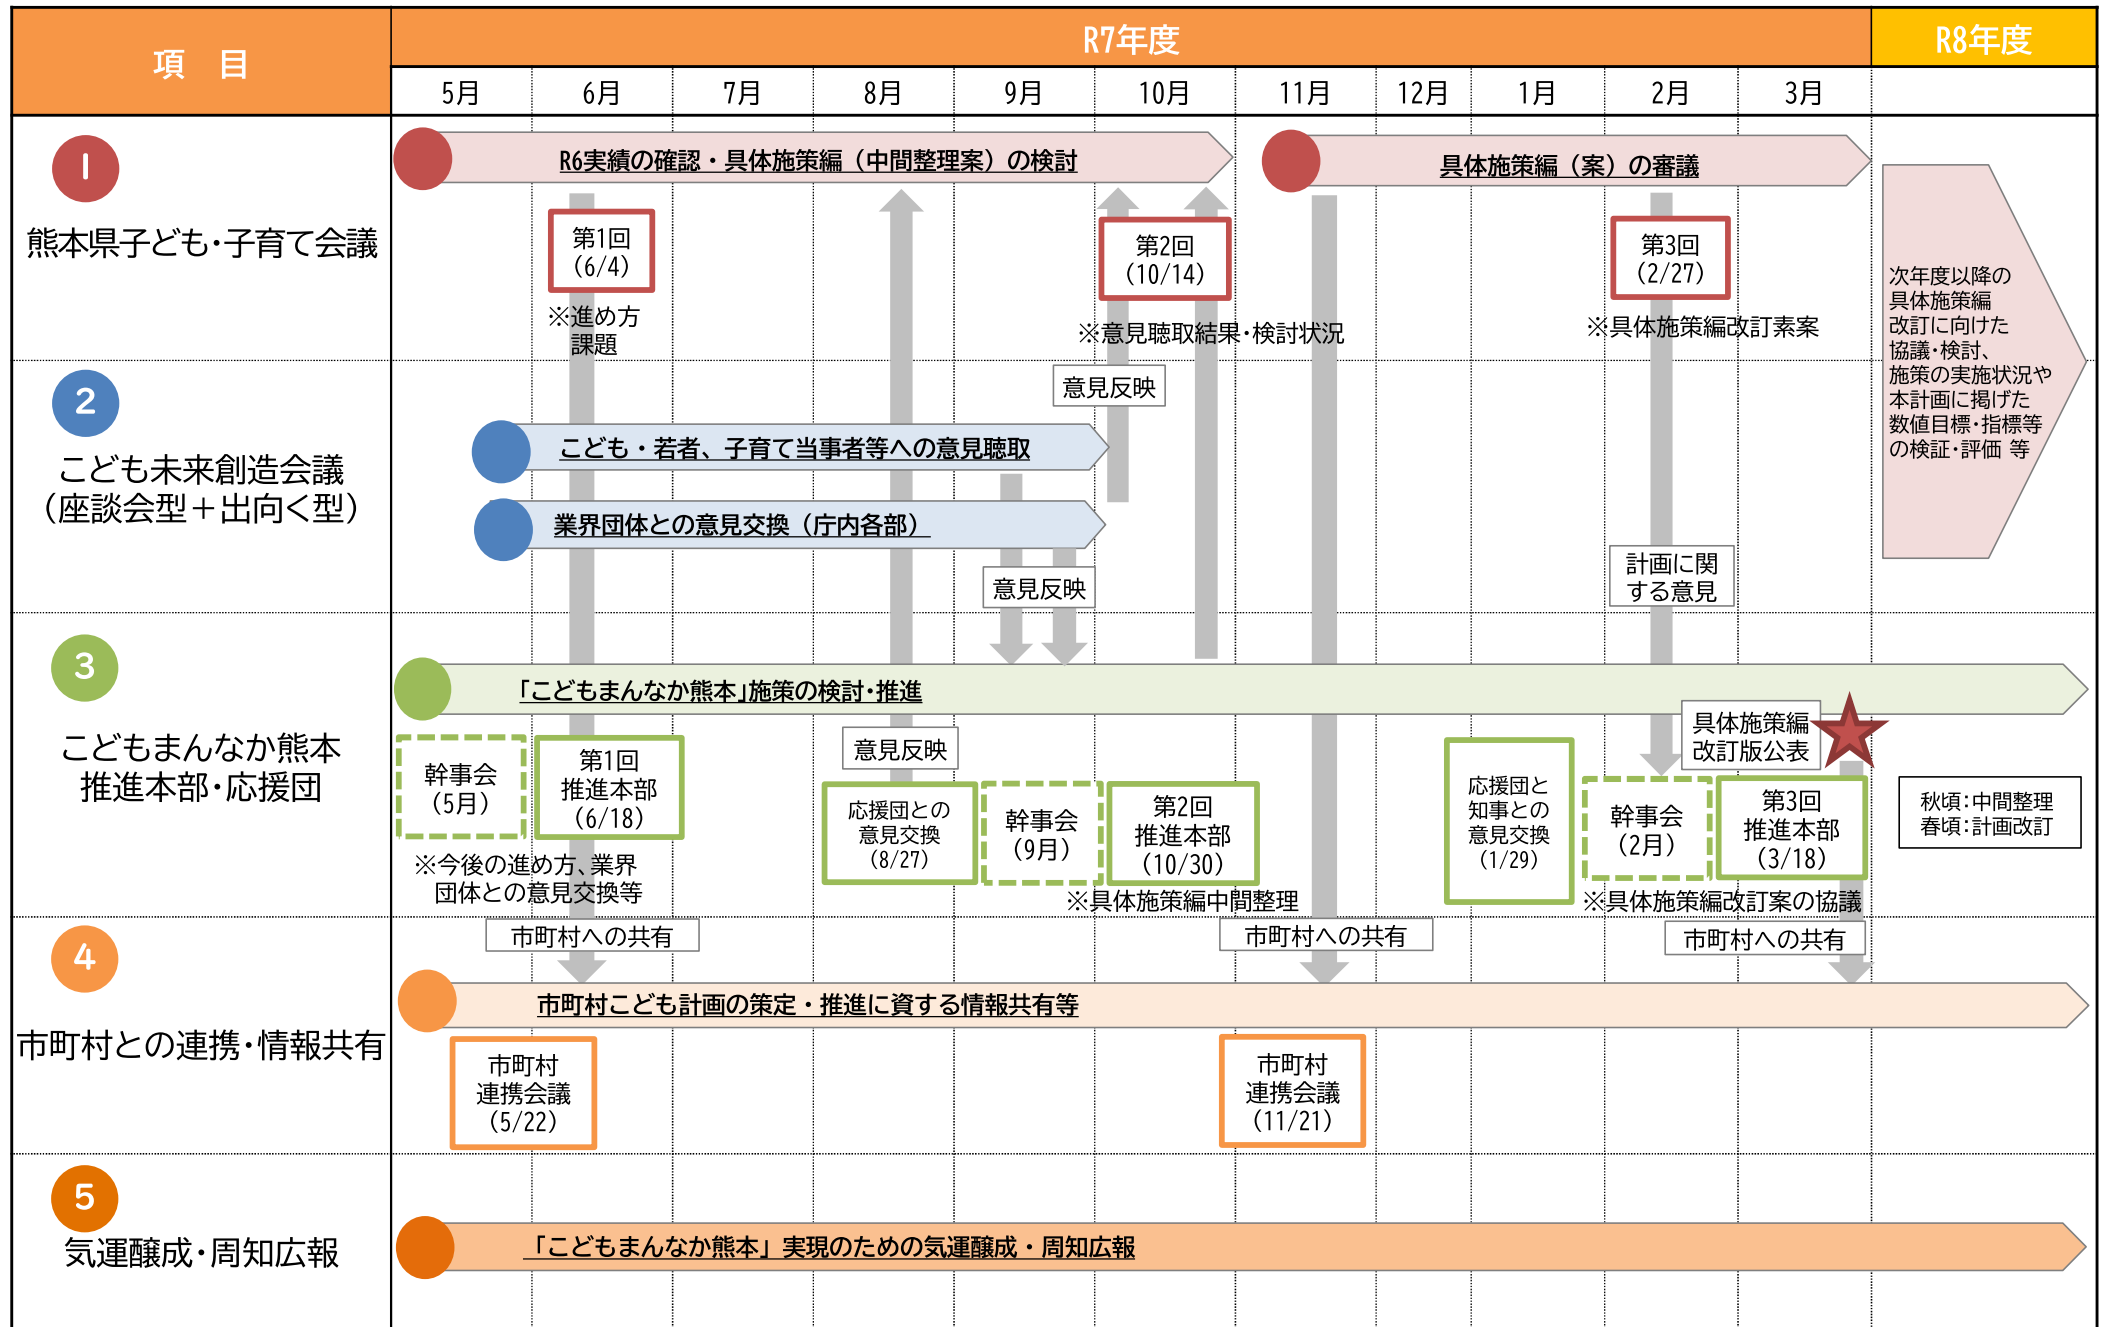 項　目
R7年度
R8年度
5月
6月
7月
8月
9月
10月
11月
12月
1月
2月
3月
1
熊本県子ども・子育て会議
R6実績の確認・具体施策編（中間整理案）の検討
具体施策編（案）の審議
第1回
（6/4）
※進め方
課題
第2回
（10/14）
※意見聴取結果・検討状況
第3回
（2/27）
※具体施策編改訂素案
次年度以降の
具体施策編
改訂に向けた
協議・検討、
施策の実施状況や
本計画に掲げた
数値目標・指標等
の検証・評価 等
2
こども未来創造会議
（座談会型＋出向く型）
意見反映
こども・若者、子育て当事者等への意見聴取
業界団体との意見交換（庁内各部）
意見反映
計画に関
する意見
3
こどもまんなか熊本
推進本部・応援団
「こどもまんなか熊本」施策の検討・推進
幹事会
（5月）
第1回
推進本部
（6/18）
※今後の進め方、業界
団体との意見交換等
意見反映
応援団との
意見交換
（8/27）
幹事会
（9月）
第2回
推進本部
（10/30）
※具体施策編中間整理
応援団と
知事との
意見交換
（1/29）
具体施策編
改訂版公表
幹事会
（2月）
第3回
推進本部
（3/18）
※具体施策編改訂案の協議
秋頃：中間整理
春頃：計画改訂
4
市町村との連携・情報共有
市町村への共有
市町村への共有
市町村への共有
市町村こども計画の策定・推進に資する情報共有等
市町村
連携会議
（5/22）
市町村
連携会議
（11/21）
5
気運醸成・周知広報
「こどもまんなか熊本」実現のための気運醸成・周知広報